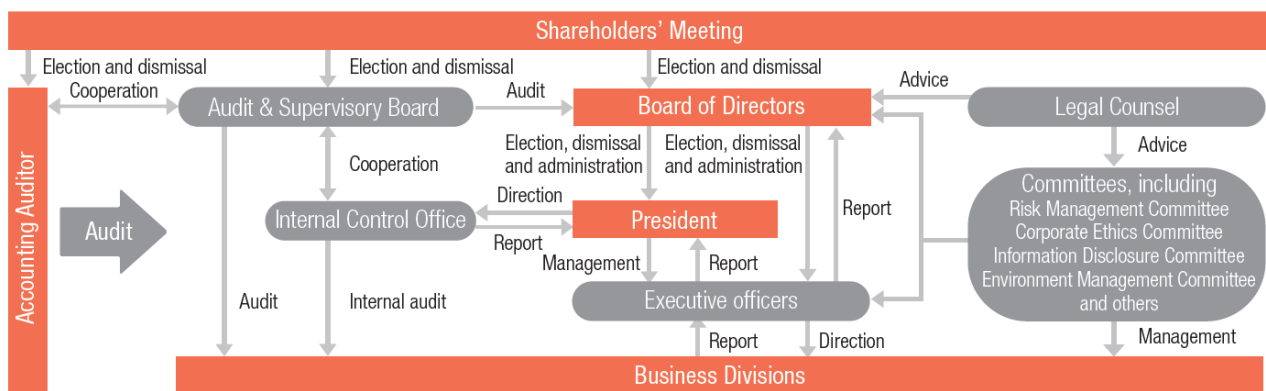 Shareholders’ Meeting
Election and dismissal
Election and dismissal
Election and dismissal
Cooperation
Audit & Supervisory Board
Audit
Board of Directors
Advice
Legal Counsel
Accounting Auditor
Audit
Cooperation
Election, dismissal
and administration
Election, dismissal
and administration
Advice
Internal Control Office
Direction
Report
President
Report
Committees, including
Risk Management Committee
Corporate Ethics Committee
Information Disclosure Committee
Environment Management Committee
and others
Management
Report
Audit
Internal audit
Executive officers
Report
Direction
Management
Business Divisions